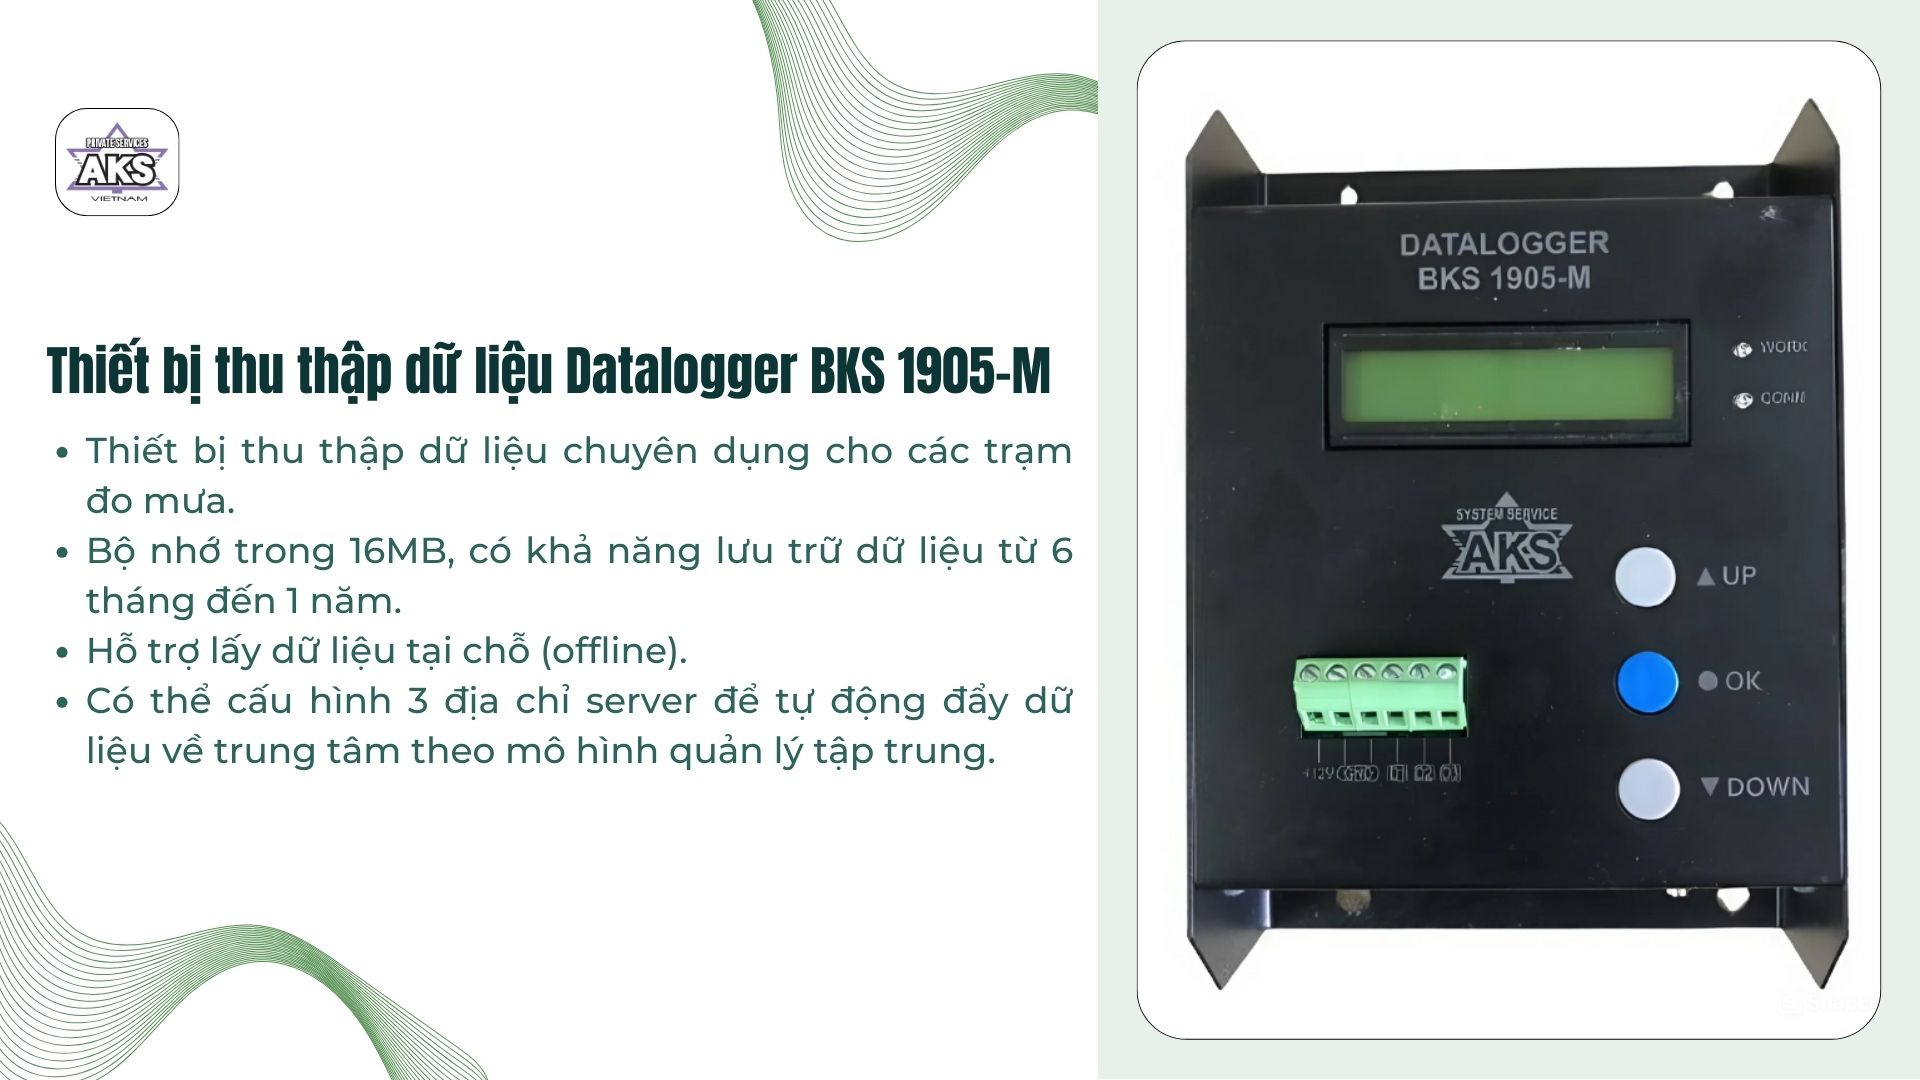 PRIVATE SERVICES
AKS
VIETNAM
Thiết bị thu thập dữ liệu Datalogger BKS 1905-M
• Thiết bị thu thập dữ liệu chuyên dụng cho các trạm
đo mưa.
• Bộ nhớ trong 16MB, có khả năng lưu trữ dữ liệu từ 6
tháng đến 1 năm.
• Hỗ trợ lấy dữ liệu tại chỗ (offline).
• Có thể cấu hình 3 địa chỉ server để tự động đẩy dữ
liệu về trung tâm theo mô hình quản lý tập trung.
DATALOGGER
BKS 1905-M
SYSTEM SERVICE
AKS
▲ UP
● OK
▼ DOWN